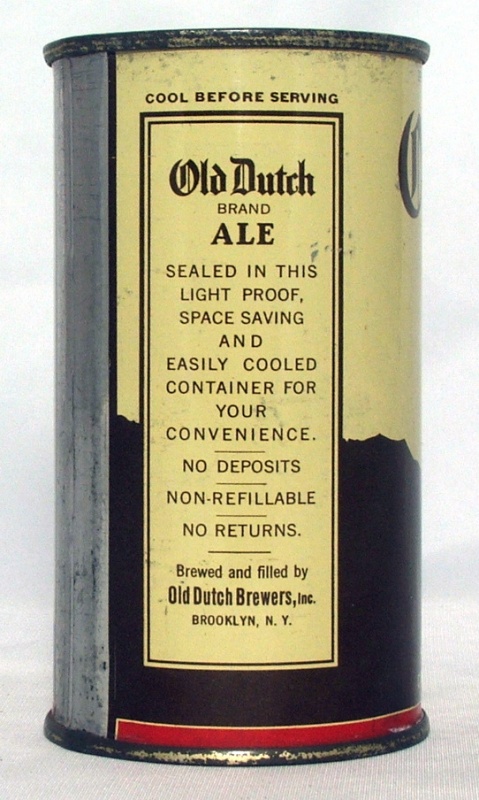 COOL BEFORE SERVING
Old Dutch
BRAND
ALE
SEALED IN THIS
LIGHT PROOF,
SPACE SAVING
AND
EASILY COOLED
CONTAINER FOR
YOUR
CONVENIENCE.
NO DEPOSITS
NON-REFILLABLE
NO RETURNS.
Brewed and filled by
Old Dutch Brewers, Inc.
BROOKLYN, N. Y.